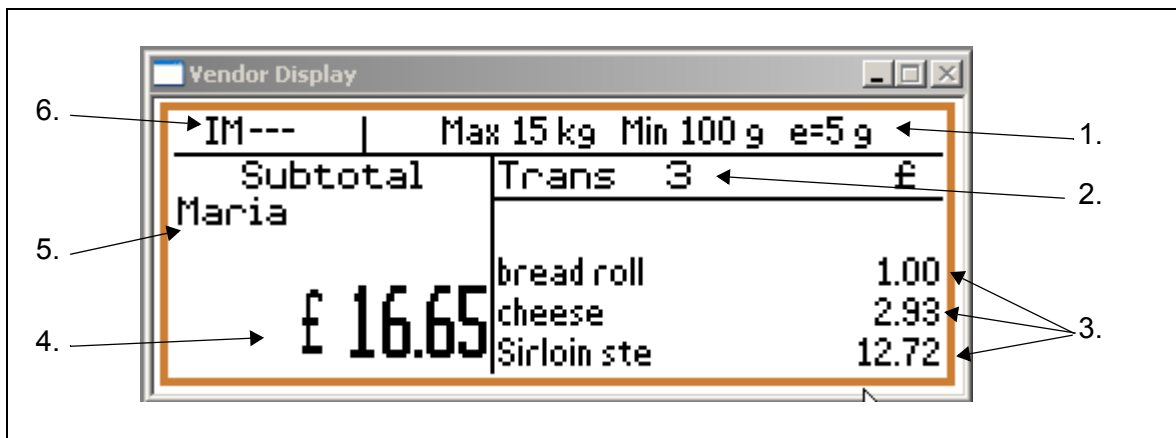 Vendor Display
6. IM--- | Max 15 kg Min 100 g e=5 g 1.
Subtotal Trans 3 £ 2.
Maria
5.
bread roll 1.00
4. £ 16.65 cheese 2.93 3.
Sirloin ste 12.72